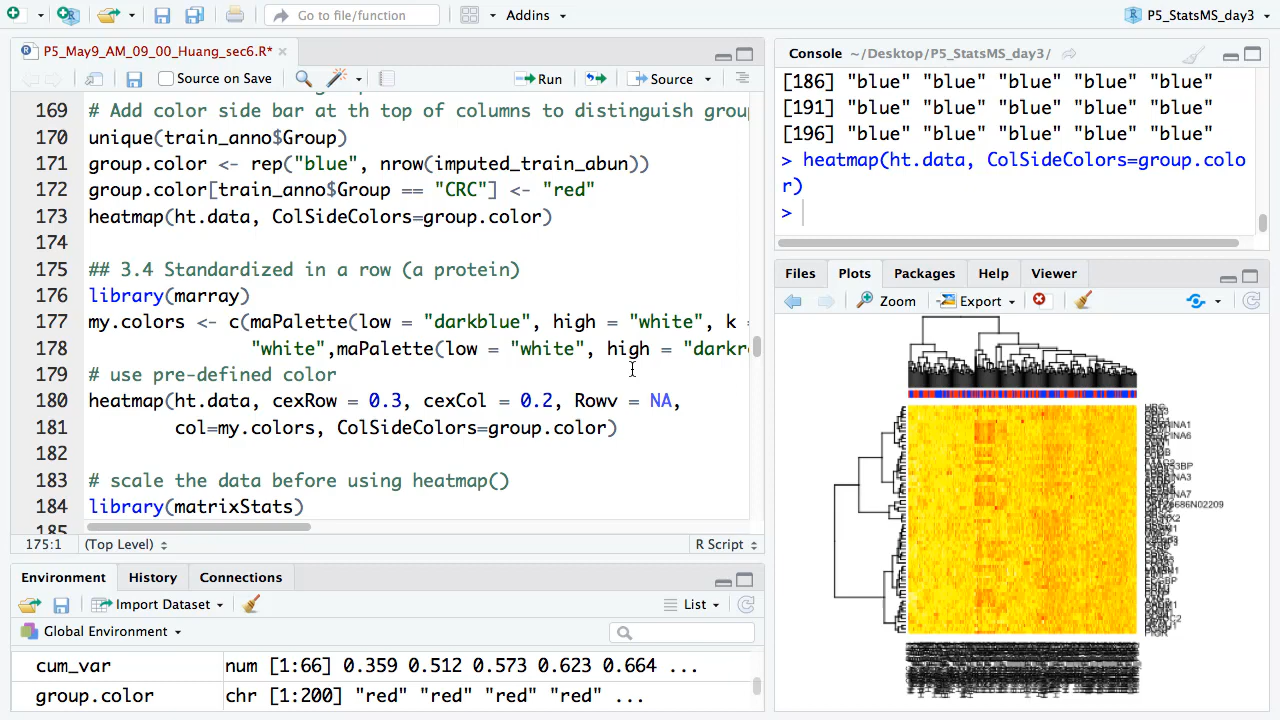 Go to file/function
Addins
P5_StatsMS_day3
P5_May9_AM_09_00_Huang_sec6.R*
Source on Save
Run
Source
169 # Add color side bar at th top of columns to distinguish grou
170 unique(train_anno$Group)
171 group.color <- rep("blue", nrow(imputed_train_abun))
172 group.color[train_anno$Group == "CRC"] <- "red"
173 heatmap(ht.data, ColSideColors=group.color)
174
175 ## 3.4 Standardized in a row (a protein)
176 library(marray)
177 my.colors <- c(maPalette(low = "darkblue", high = "white", k =
178 "white",maPalette(low = "white", high = "darkr
179 # use pre-defined color
180 heatmap(ht.data, cexRow = 0.3, cexCol = 0.2, Rowv = NA,
181 col=my.colors, ColSideColors=group.color)
182
183 # scale the data before using heatmap()
184 library(matrixStats)
185
175:1 (Top Level) R Script
Environment History Connections
Import Dataset List
Global Environment
cum_var num [1:66] 0.359 0.512 0.573 0.623 0.664 ...
group.color chr [1:200] "red" "red" "red" "red" ...
Console ~/Desktop/P5_StatsMS_day3/
[186] "blue" "blue" "blue" "blue" "blue"
[191] "blue" "blue" "blue" "blue" "blue"
[196] "blue" "blue" "blue" "blue" "blue"
> heatmap(ht.data, ColSideColors=group.colo
r)
>
Files Plots Packages Help Viewer
Zoom Export